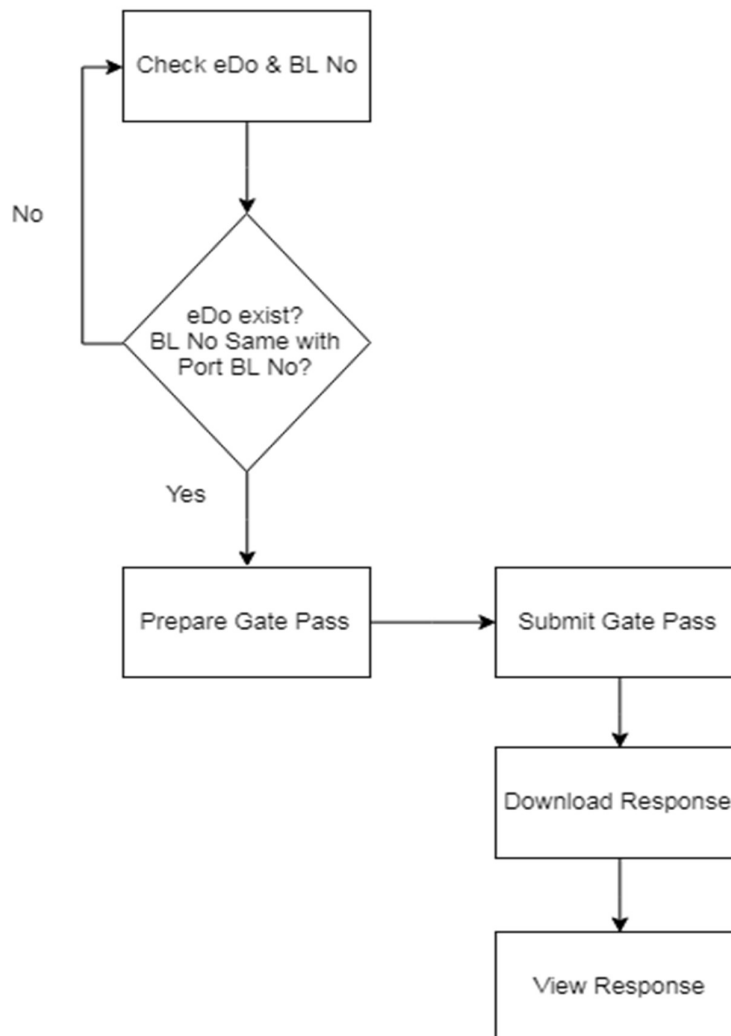 Check eDo & BL No
No
eDo exist?
BL No Same with
Port BL No?
Yes
Prepare Gate Pass
Submit Gate Pass
Download Response
View Response